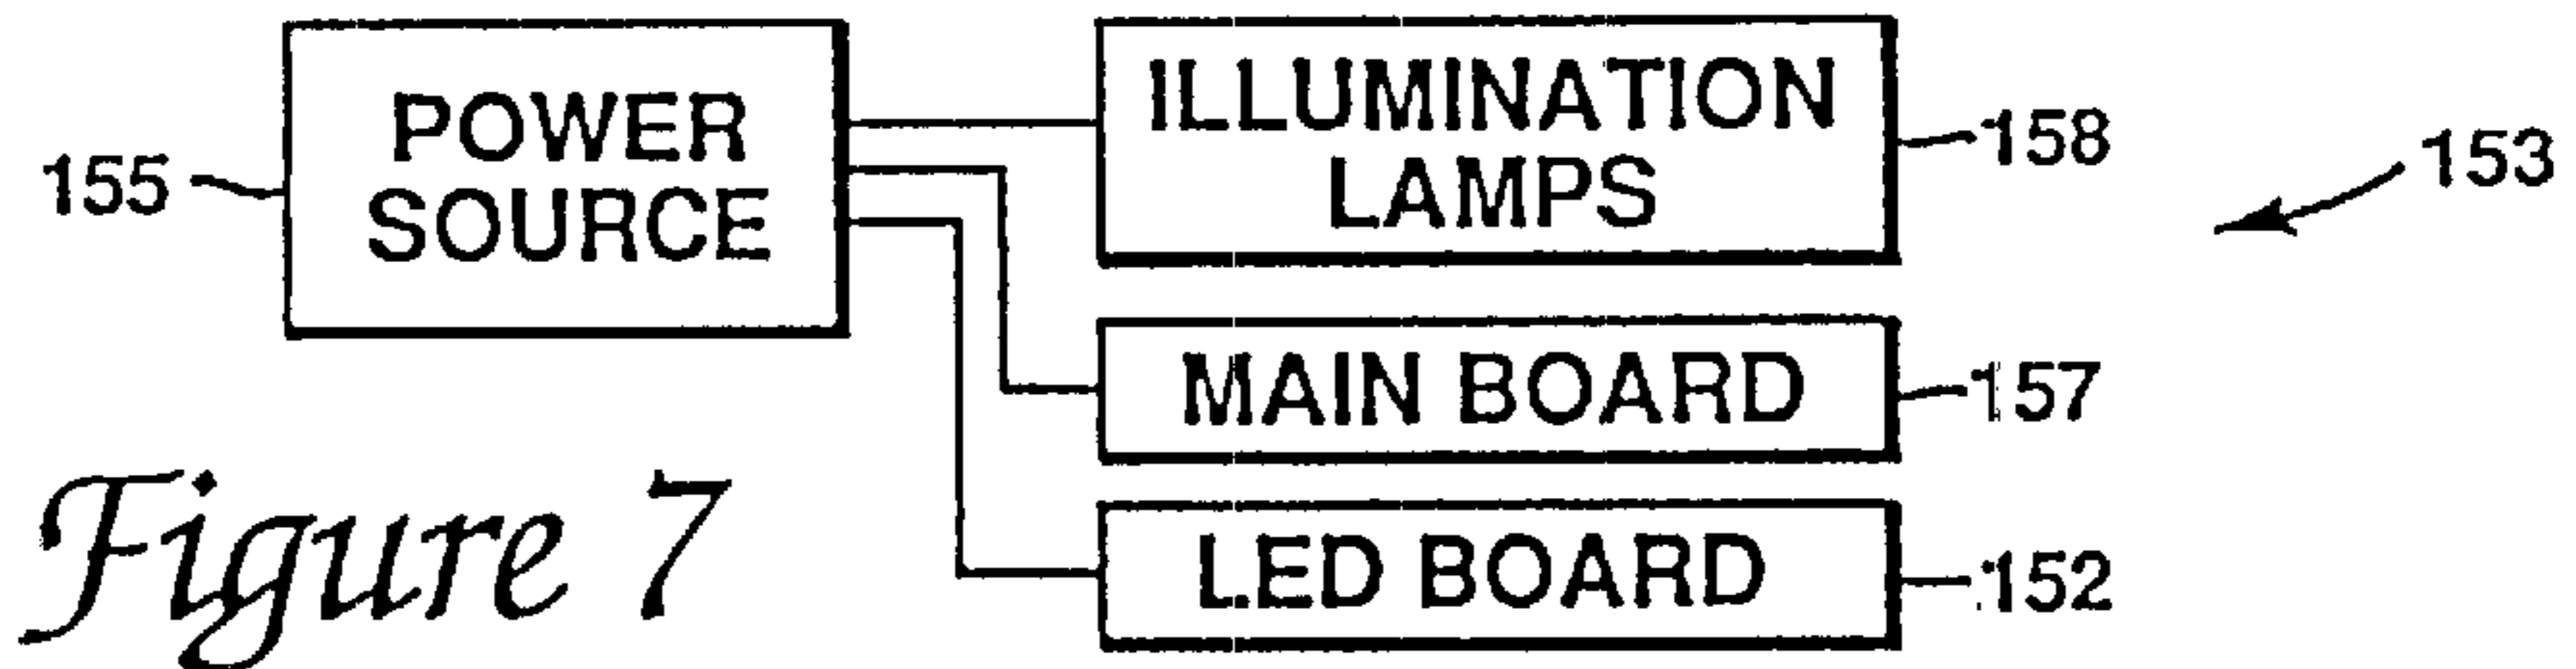 POWER
SOURCE
155
ILLUMINATION
LAMPS
158
153
MAIN BOARD
157
LED BOARD
152
Figure 7